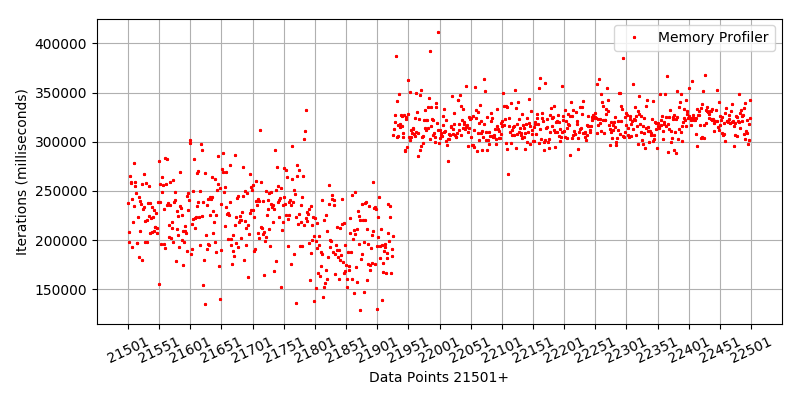 Memory Profiler
400000
350000
300000
250000
200000
150000
Iterations (milliseconds)
21501 21551 21601 21651 21701 21751 21801 21851 21901 21951 22001 22051 22101 22151 22201 22251 22301 22351 22401 22451 22501
Data Points 21501+